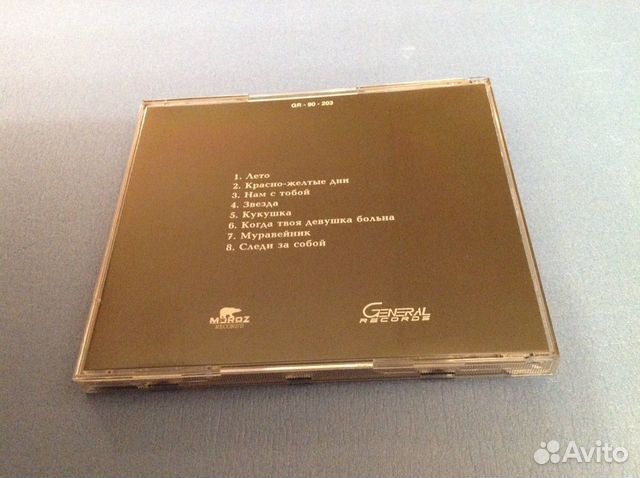 GR - 90 - 203
1. Лето
2. Красно-желтые дни
3. Нам с тобой
4. Звезда
5. Кукушка
6. Когда твоя девушка больна
7. Муравейник
8. Следи за собой
MOROZ
RECORDS
GENERAL
RECORDS
Avito